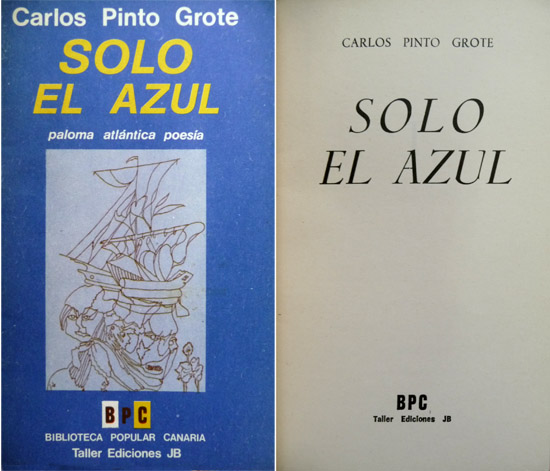 Carlos Pinto Grote
SOLO
EL AZUL
paloma atlántica poesía
BPC
BIBLIOTECA POPULAR CANARIA
Taller Ediciones JB
CARLOS PINTO GROTE
SOLO
EL AZUL
BPC
Taller Ediciones JB